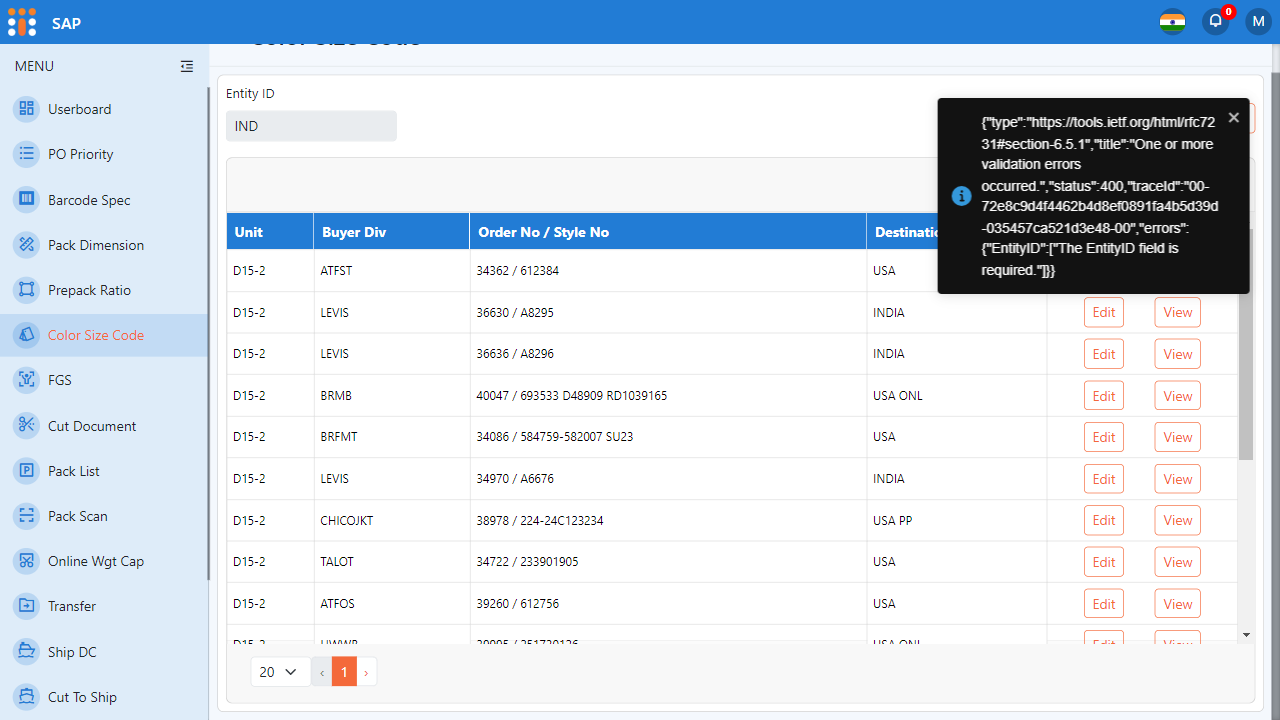 SAP
0
M
MENU
Userboard
PO Priority
Barcode Spec
Pack Dimension
Prepack Ratio
Color Size Code
FGS
Cut Document
Pack List
Pack Scan
Online Wgt Cap
Transfer
Ship DC
Cut To Ship
Color Size Code
Entity ID
IND
{"type":"https://tools.ietf.org/html/rfc72
31#section-6.5.1","title":"One or more
validation errors
occurred.","status":400,"traceId":"00-
72e8c9d4f4462b4d8ef0891fa4b5d39d
-035457ca521d3e48-00","errors":
{"EntityID":["The EntityID field is
required."]}}
Unit Buyer Div Order No / Style No
D15-2 ATFST 34362 / 612384 USA
D15-2 LEVIS 36630 / A8295 INDIA Edit View
D15-2 LEVIS 36636 / A8296 INDIA Edit View
D15-2 BRMB 40047 / 693533 D48909 RD1039165 USA ONL Edit View
D15-2 BRFMT 34086 / 584759-582007 SU23 USA Edit View
D15-2 LEVIS 34970 / A6676 INDIA Edit View
D15-2 CHICOJKT 38978 / 224-24C123234 USA PP Edit View
D15-2 TALOT 34722 / 233901905 USA Edit View
D15-2 ATFOS 39260 / 612756 USA Edit View
D15-2 USA ONL Edit View
20 ‹ 1 ›